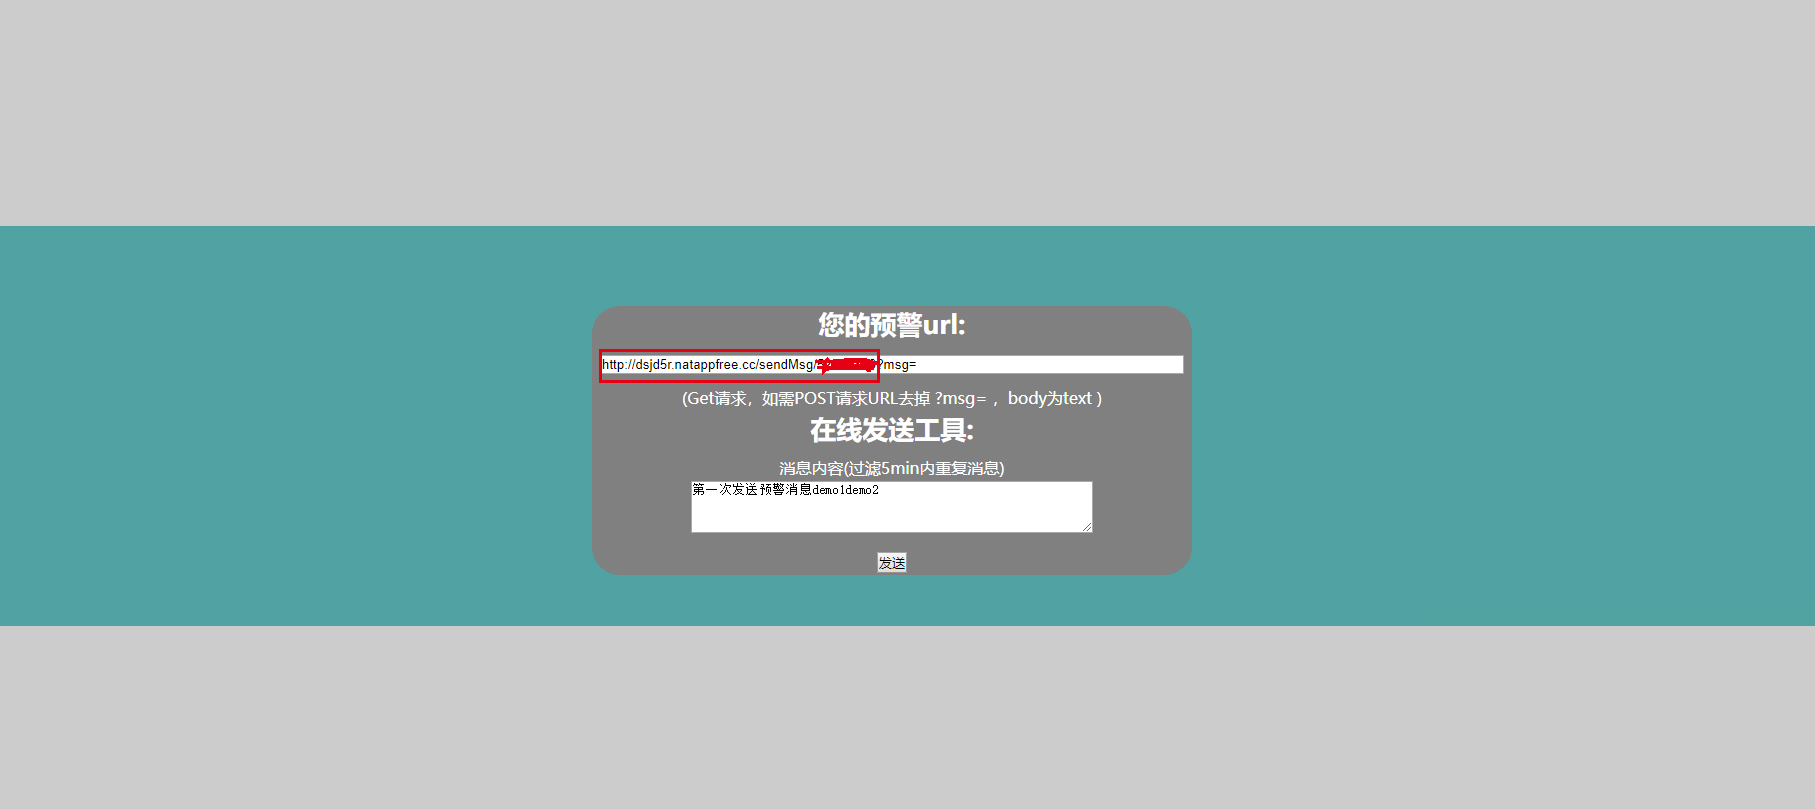 您的预警url:
http://dsjd5r.natappfree.cc/sendMsg/ ?msg=
(Get请求，如需POST请求URL去掉 ?msg= ，body为text )
在线发送工具:
消息内容(过滤5min内重复消息)
第一次发送预警消息demo1demo2
发送